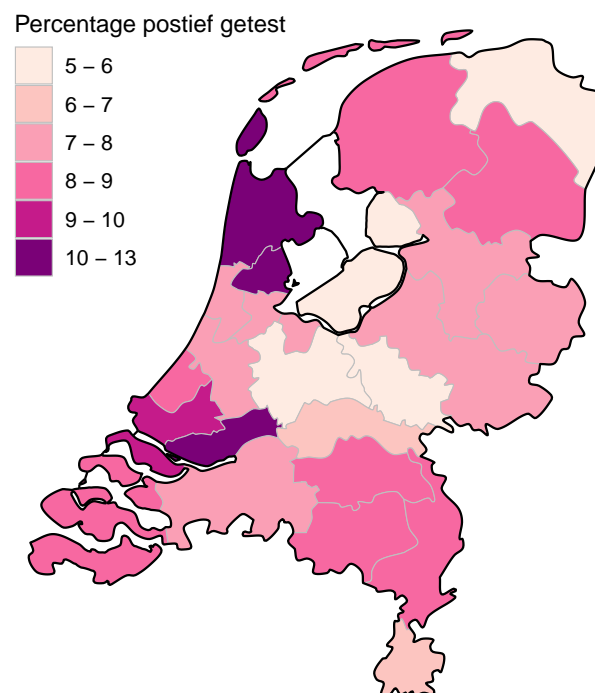 Percentage postief getest
5 – 6
6 – 7
7 – 8
8 – 9
9 – 10
10 – 13